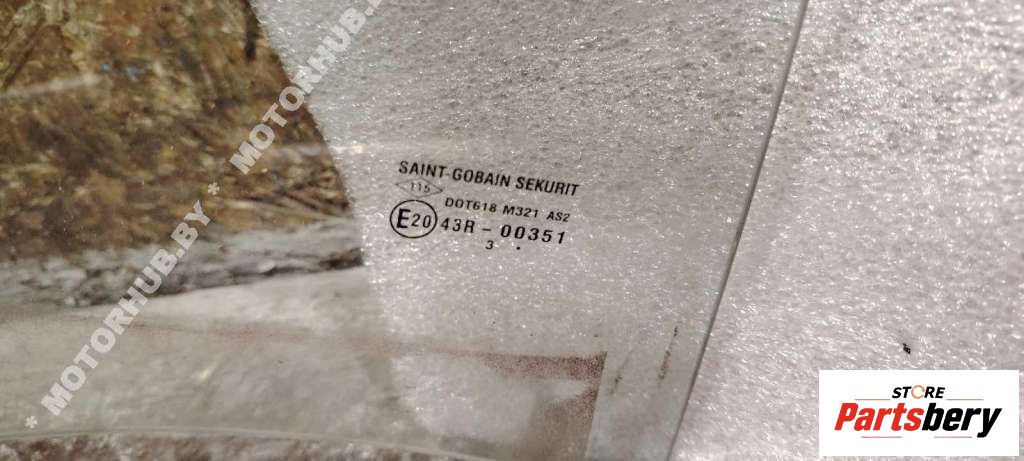 * MOTORHUB.BY * MOTORHUB.BY
SAINT-GOBAIN SEKURIT
115
DOT618 M321 AS2
E20 43R - 00351
3 .
STORE
Partsbery